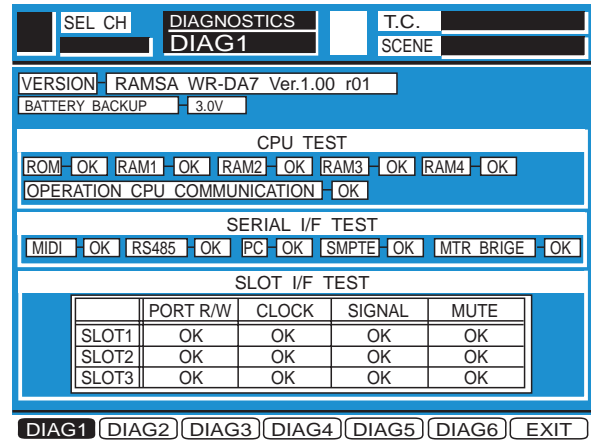 SEL CH DIAGNOSTICS T.C.
DIAG1 SCENE
VERSION RAMSA WR-DA7 Ver.1.00 r01
BATTERY BACKUP 3.0V
CPU TEST
ROM OK RAM1 OK RAM2 OK RAM3 OK RAM4 OK
OPERATION CPU COMMUNICATION OK
SERIAL I/F TEST
MIDI OK RS485 OK PC OK SMPTE OK MTR BRIGE OK
SLOT I/F TEST
PORT R/W CLOCK SIGNAL MUTE
SLOT1 OK OK OK OK
SLOT2 OK OK OK OK
SLOT3 OK OK OK OK
DIAG1 DIAG2 DIAG3 DIAG4 DIAG5 DIAG6 EXIT